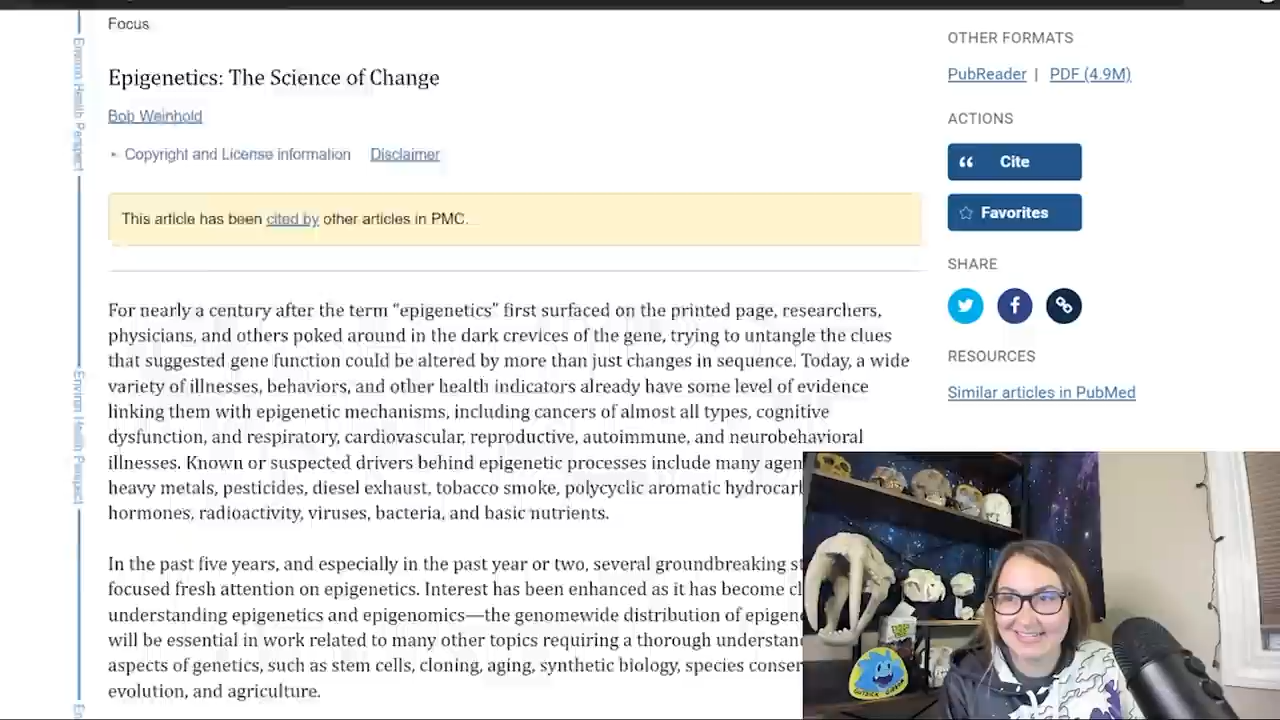 Focus
Epigenetics: The Science of Change
Bob Weinhold
Copyright and License information Disclaimer
This article has been cited by other articles in PMC.
For nearly a century after the term “epigenetics” first surfaced on the printed page, researchers,
physicians, and others poked around in the dark crevices of the gene, trying to untangle the clues
that suggested gene function could be altered by more than just changes in sequence. Today, a wide
variety of illnesses, behaviors, and other health indicators already have some level of evidence
linking them with epigenetic mechanisms, including cancers of almost all types, cognitive
dysfunction, and respiratory, cardiovascular, reproductive, autoimmune, and neurobehavioral
illnesses. Known or suspected drivers behind epigenetic processes include many agen
heavy metals, pesticides, diesel exhaust, tobacco smoke, polycyclic aromatic hydrocar
hormones, radioactivity, viruses, bacteria, and basic nutrients.
In the past five years, and especially in the past year or two, several groundbreaking st
focused fresh attention on epigenetics. Interest has been enhanced as it has become cl
understanding epigenetics and epigenomics—the genomewide distribution of epigen
will be essential in work related to many other topics requiring a thorough understan
aspects of genetics, such as stem cells, cloning, aging, synthetic biology, species conser
evolution, and agriculture.
OTHER FORMATS
PubReader | PDF (4.9M)
ACTIONS
Cite
Favorites
SHARE
RESOURCES
Similar articles in PubMed
Environ Health Perspect
Environ Health Perspect
En
GUTSICK GIBBON